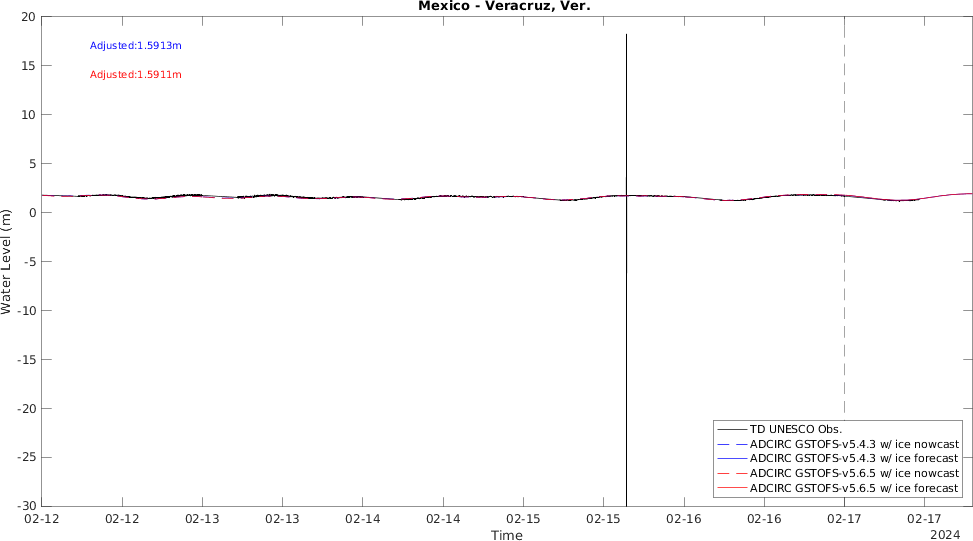 Mexico - Veracruz, Ver.
Adjusted:1.5913m
Adjusted:1.5911m
20
15
10
5
0
-5
-10
-15
-20
-25
-30
Water Level (m)
TD UNESCO Obs.
ADCIRC GSTOFS-v5.4.3 w/ ice nowcast
ADCIRC GSTOFS-v5.4.3 w/ ice forecast
ADCIRC GSTOFS-v5.6.5 w/ ice nowcast
ADCIRC GSTOFS-v5.6.5 w/ ice forecast
02-12 02-12 02-13 02-13 02-14 02-14 02-15 02-15 02-16 02-16 02-17 02-17
Time
2024